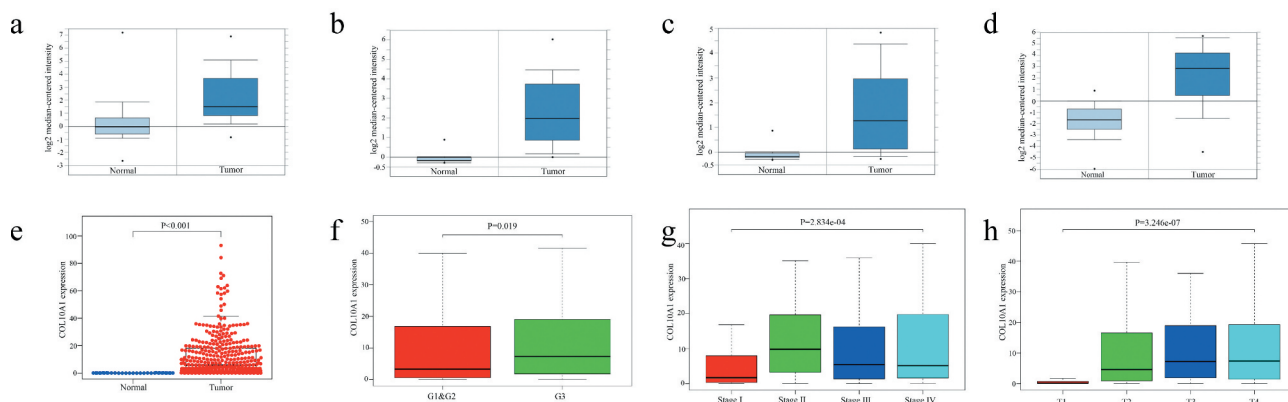 a
log2 median-centered intensity
7
6
5
4
3
2
1
0
-1
-2
-3
Normal
Tumor
b
log2 median-centered intensity
6
5
4
3
2
1
0
-0.5
Normal
Tumor
c
log2 median-centered intensity
5
4
3
2
1
0
-0.5
Normal
Tumor
d
log2 median-centered intensity
6
5
4
3
2
1
0
-1
-2
-3
-4
-5
-6
Normal
Tumor
e
COL10A1 expression
P<0.001
100
80
60
40
20
0
Normal
Tumor
f
COL10A1 expression
P=0.019
50
40
30
20
10
0
G1&G2
G3
g
COL10A1 expression
P=2.834e-04
40
30
20
10
0
Stage I
Stage II
Stage III
Stage IV
h
COL10A1 expression
P=3.246e-07
50
40
30
20
10
0
T1
T2
T3
T4